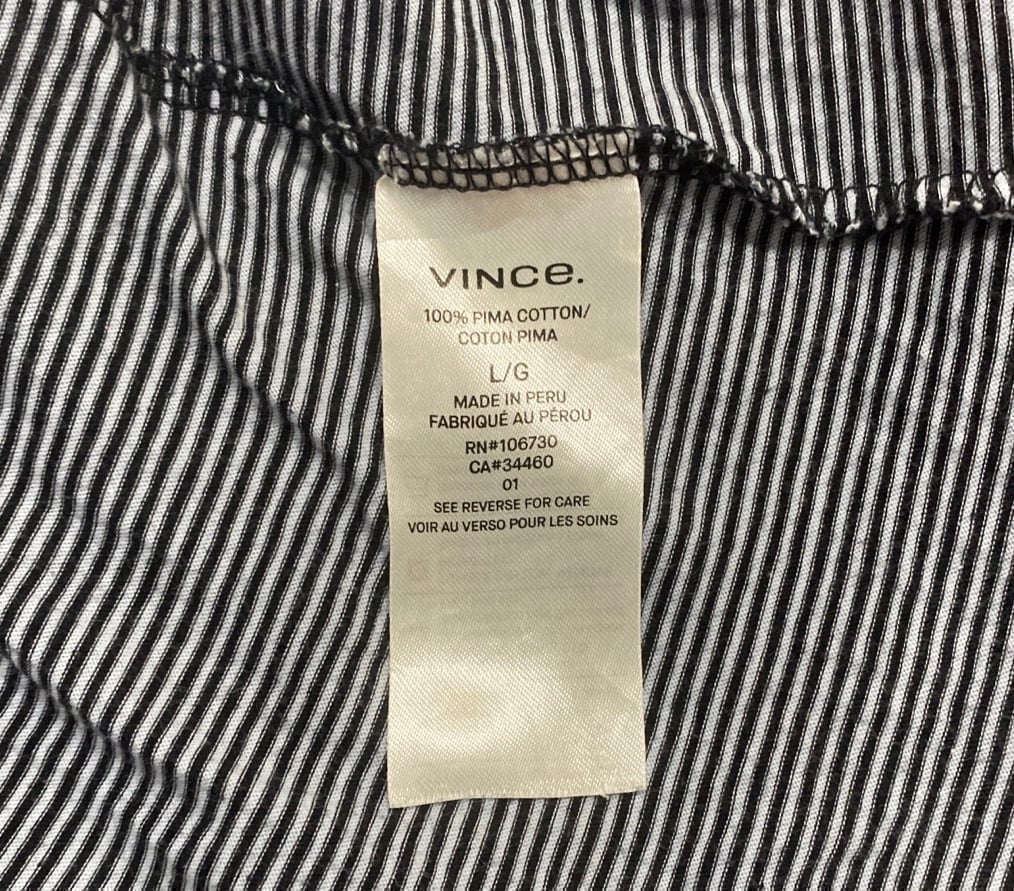 VINCe.
100% PIMA COTTON/
COTON PIMA
L/G
MADE IN PERU
FABRIQUÉ AU PÉROU
RN#106730
CA#34460
01
SEE REVERSE FOR CARE
VOIR AU VERSO POUR LES SOINS